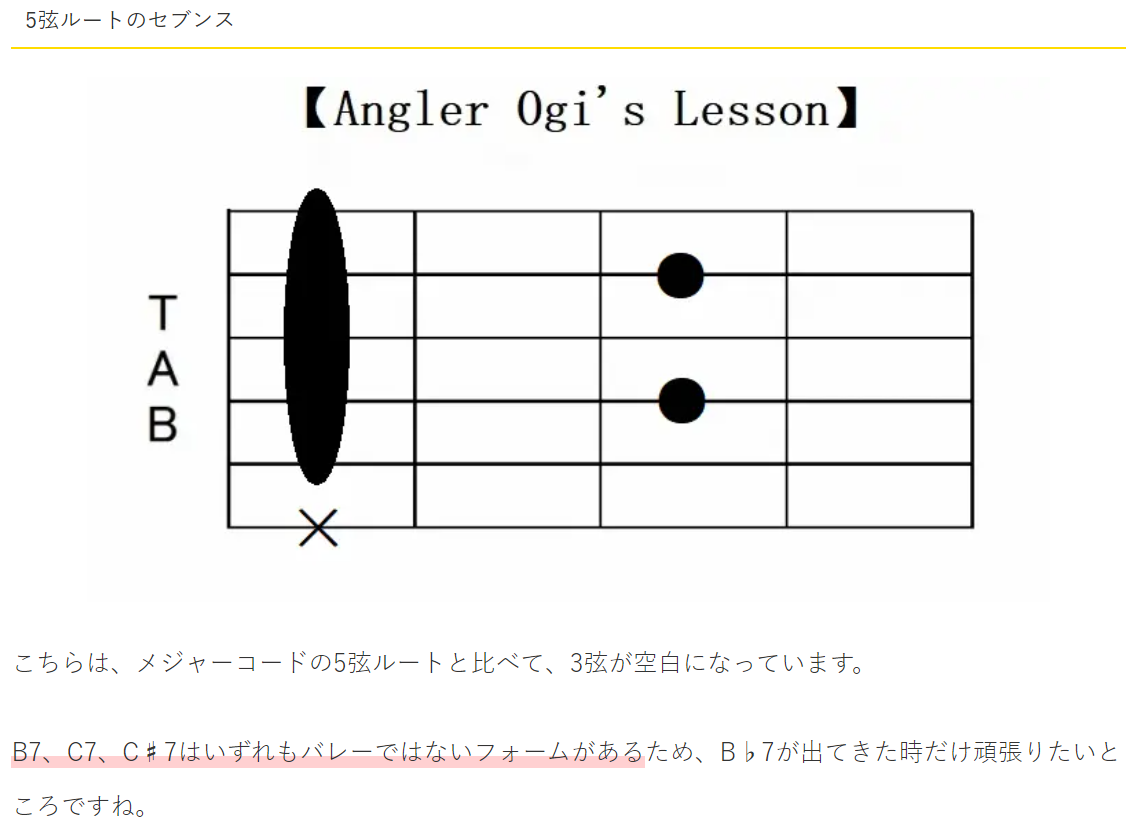 5弦ルートのセブンス
【Angler Ogi's Lesson】
T
A
B
×
こちらは、メジャーコードの5弦ルートと比べて、3弦が空白になっています。
B7、C7、C♯7はいずれもバレーではないフォームがあるため、B♭7が出てきた時だけ頑張りたいと
ころですね。